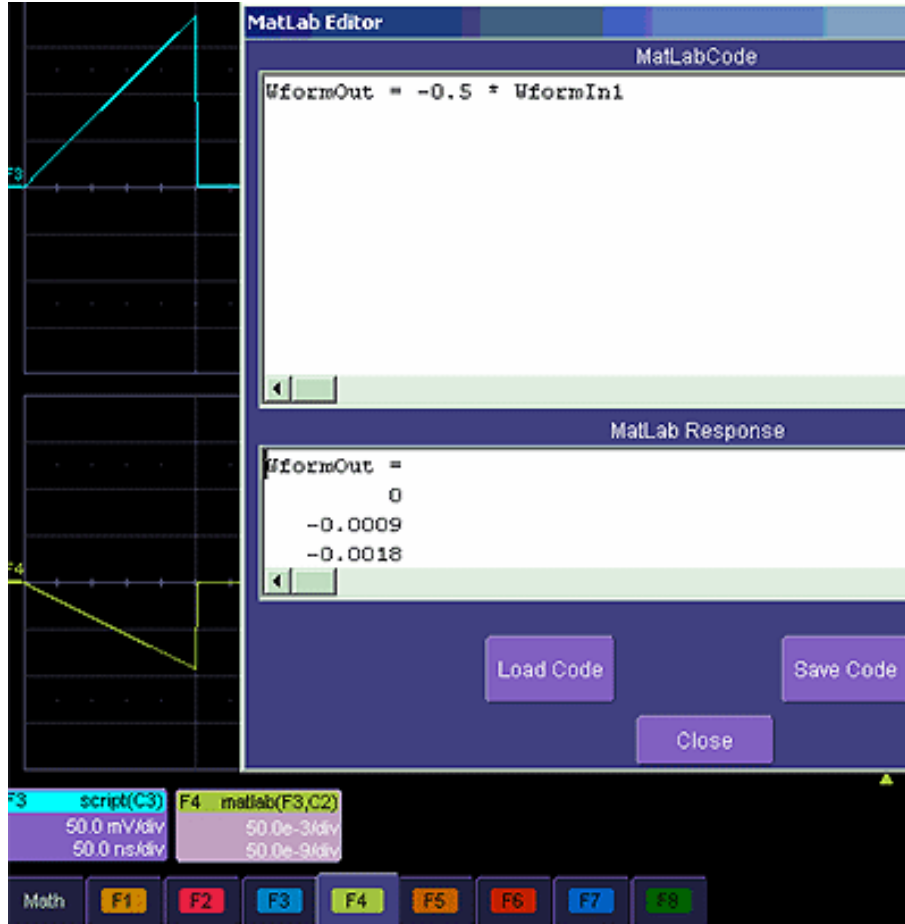 MatLab Editor
MatLabCode
WformOut = -0.5 * WformIn1
F3
MatLab Response
WformOut =
0
-0.0009
-0.0018
F4
Load Code
Save Code
Close
F3 script(C3)
50.0 mV/div
50.0 ns/div
F4 matlab(F3,C2)
50.0e-3/div
50.0e-9/div
Math F1 F2 F3 F4 F5 F6 F7 F8